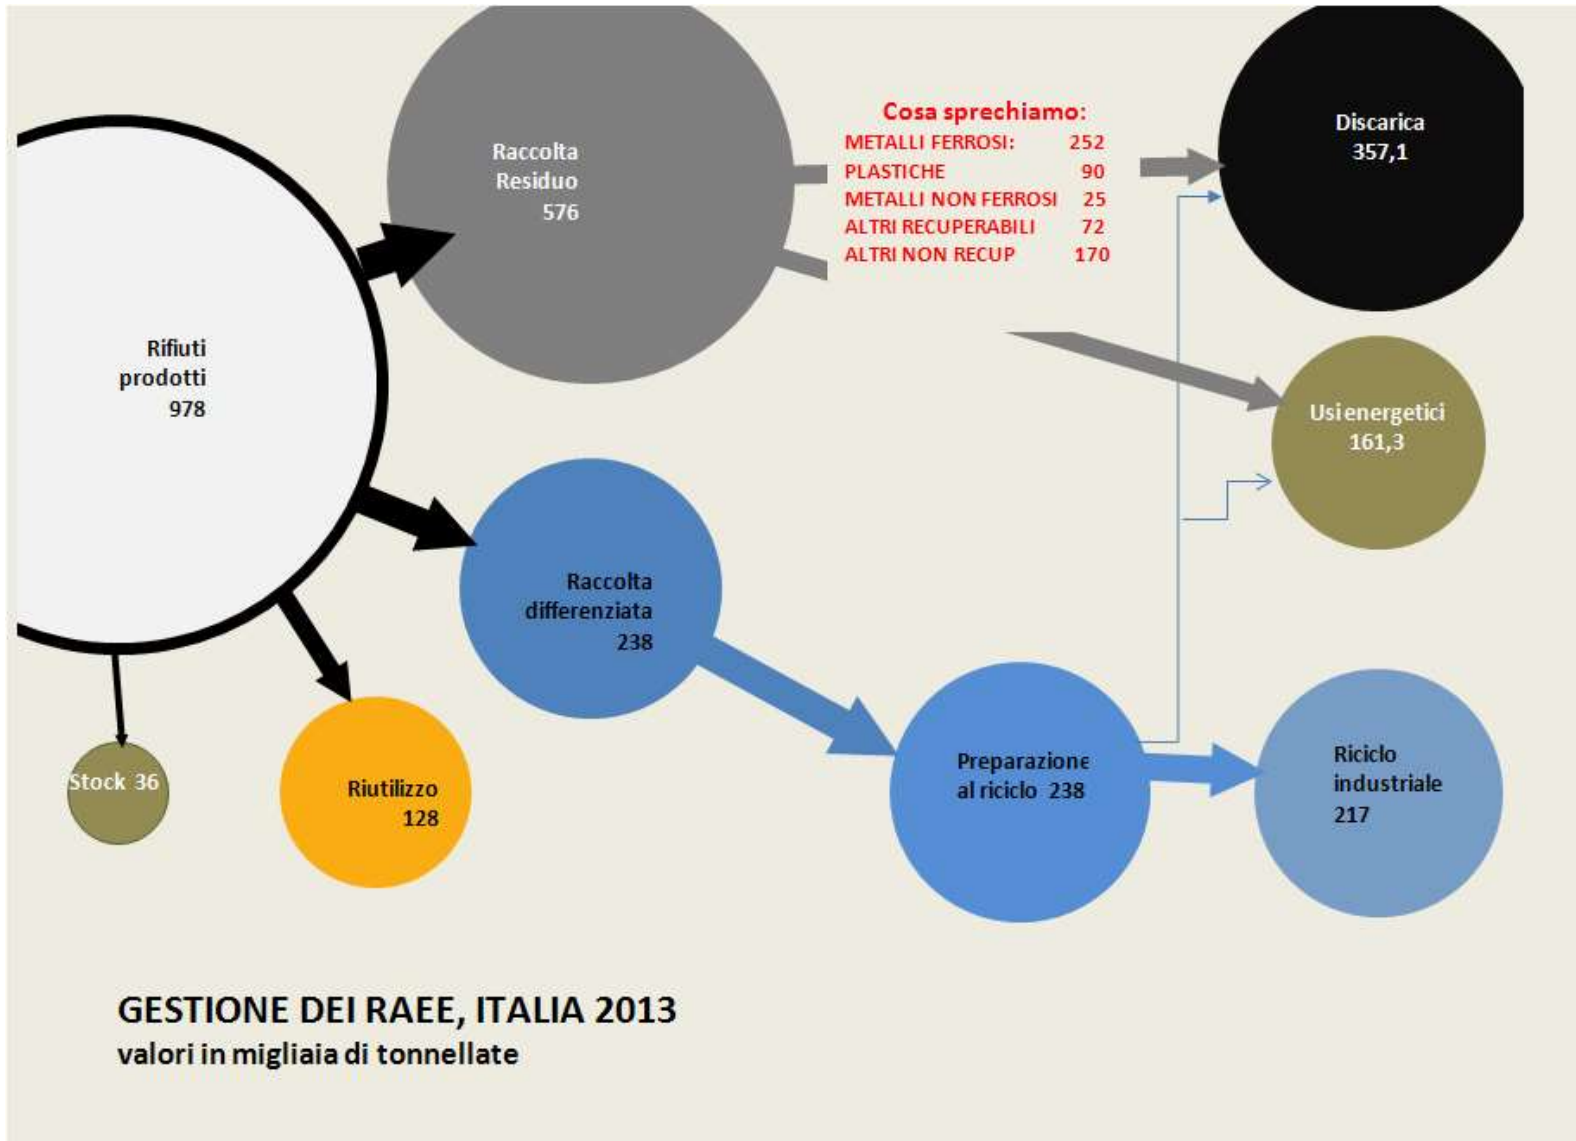 Cosa sprechiamo:
METALLI FERROSI: 252
PLASTICHE 90
METALLI NON FERROSI 25
ALTRI RECUPERABILI 72
ALTRI NON RECUP 170
Discarica
357,1
Raccolta
Residuo
576
Rifiuti
prodotti
978
Usi energetici
161,3
Raccolta
differenziata
238
Stock 36
Riutilizzo
128
Preparazione
al riciclo 238
Riciclo
industriale
217
GESTIONE DEI RAEE, ITALIA 2013
valori in migliaia di tonnellate